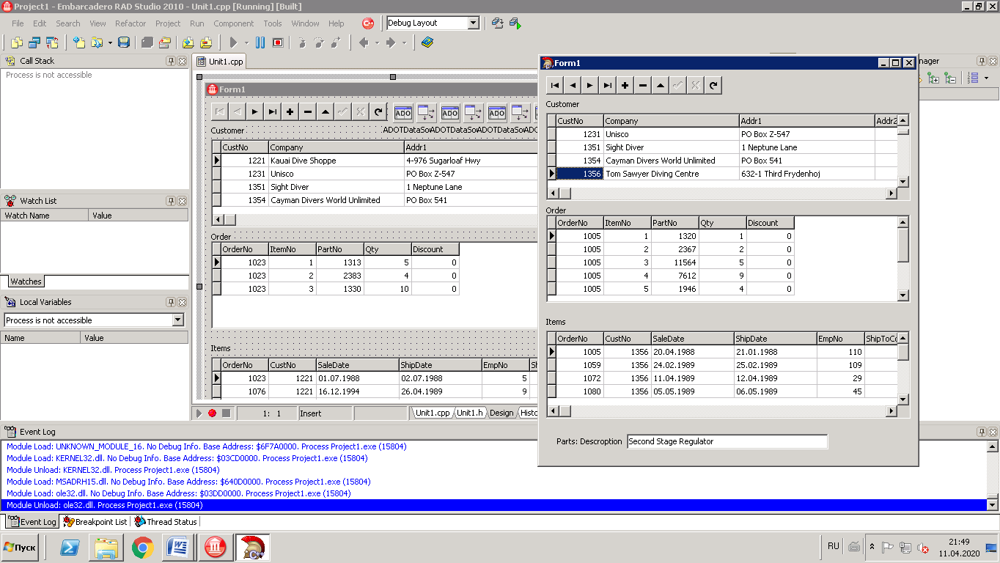 Project1 - Embarcadero RAD Studio 2010 - Unit1.cpp [Running] [Built]
File Edit Search View Refactor Project Run Component Tools Window Help Debug Layout
Call Stack
Process is not accessible
Watch List
Watch Name Value
Watches
Local Variables
Process is not accessible
Name Value
Unit1.cpp
Form1
ADO ADO ADO
Customer
CustNo Company Addr1
1221 Kauai Dive Shoppe 4-976 Sugarloaf Hwy
1231 Unisco PO Box Z-547
1351 Sight Diver 1 Neptune Lane
1354 Cayman Divers World Unlimited PO Box 541
Order
OrderNo ItemNo PartNo Qty Discount
1023 1 1313 5 0
1023 2 2383 4 0
1023 3 1330 10 0
Items
OrderNo CustNo SaleDate ShipDate EmpNo
1023 1221 01.07.1988 02.07.1988 5
1076 1221 16.12.1994 26.04.1989 9
1: 1 Insert Unit1.cpp Unit1.h Design Histo
nager
Form1
Customer
CustNo Company Addr1 Addr2
1231 Unisco PO Box Z-547
1351 Sight Diver 1 Neptune Lane
1354 Cayman Divers World Unlimited PO Box 541
1356 Tom Sawyer Diving Centre 632-1 Third Frydenhoj
Order
OrderNo ItemNo PartNo Qty Discount
1005 1 1320 1 0
1005 2 2367 2 0
1005 3 11564 5 0
1005 4 7612 9 0
1005 5 1946 4 0
Items
OrderNo CustNo SaleDate ShipDate EmpNo ShipToCo
1005 1356 20.04.1988 21.01.1988 110
1059 1356 24.02.1989 25.02.1989 109
1072 1356 11.04.1989 12.04.1989 29
1080 1356 05.05.1989 06.05.1989 45
Parts: Descroption Second Stage Regulator
Event Log
Module Load: UNKNOWN_MODULE_16. No Debug Info. Base Address: $6F7A0000. Process Project1.exe (15804)
Module Load: KERNEL32.dll. No Debug Info. Base Address: $03CD0000. Process Project1.exe (15804)
Module Unload: KERNEL32.dll. Process Project1.exe (15804)
Module Load: MSADRH15.dll. No Debug Info. Base Address: $640D0000. Process Project1.exe (15804)
Module Load: ole32.dll. No Debug Info. Base Address: $03DD0000. Process Project1.exe (15804)
Module Unload: ole32.dll. Process Project1.exe (15804)
Event Log Breakpoint List Thread Status
Пуск RU 21:49
11.04.2020